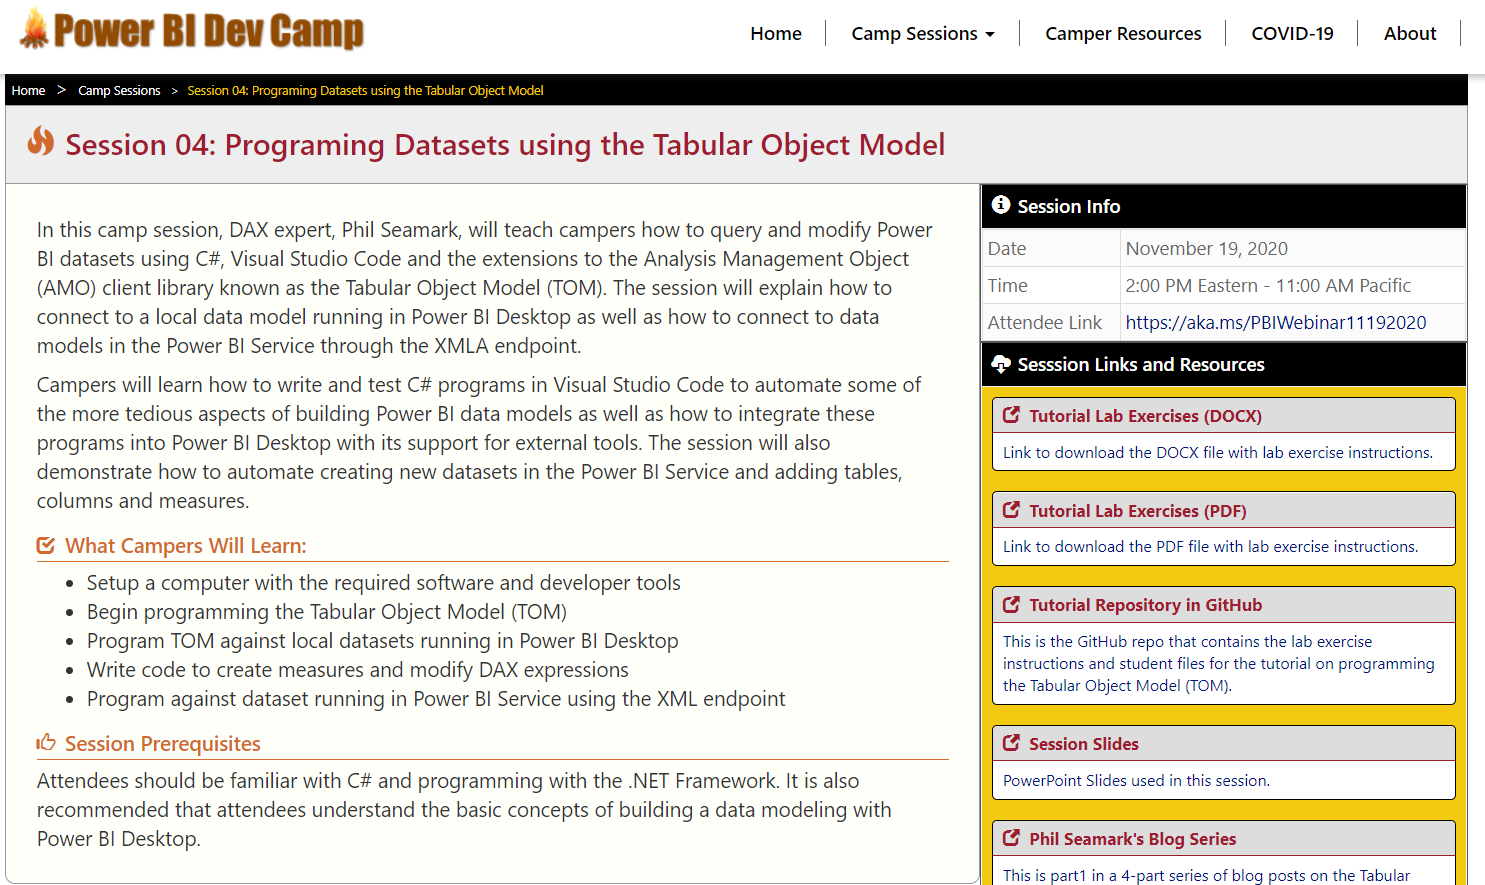 Power BI Dev Camp
Home
Camp Sessions
Camper Resources
COVID-19
About
Home > Camp Sessions > Session 04: Programing Datasets using the Tabular Object Model
Session 04: Programing Datasets using the Tabular Object Model
In this camp session, DAX expert, Phil Seamark, will teach campers how to query and modify Power
BI datasets using C#, Visual Studio Code and the extensions to the Analysis Management Object
(AMO) client library known as the Tabular Object Model (TOM). The session will explain how to
connect to a local data model running in Power BI Desktop as well as how to connect to data
models in the Power BI Service through the XMLA endpoint.
Campers will learn how to write and test C# programs in Visual Studio Code to automate some of
the more tedious aspects of building Power BI data models as well as how to integrate these
programs into Power BI Desktop with its support for external tools. The session will also
demonstrate how to automate creating new datasets in the Power BI Service and adding tables,
columns and measures.
What Campers Will Learn:
• Setup a computer with the required software and developer tools
• Begin programming the Tabular Object Model (TOM)
• Program TOM against local datasets running in Power BI Desktop
• Write code to create measures and modify DAX expressions
• Program against dataset running in Power BI Service using the XML endpoint
Session Prerequisites
Attendees should be familiar with C# and programming with the .NET Framework. It is also
recommended that attendees understand the basic concepts of building a data modeling with
Power BI Desktop.
Session Info
Date November 19, 2020
Time 2:00 PM Eastern - 11:00 AM Pacific
Attendee Link https://aka.ms/PBIWebinar11192020
Sesssion Links and Resources
Tutorial Lab Exercises (DOCX)
Link to download the DOCX file with lab exercise instructions.
Tutorial Lab Exercises (PDF)
Link to download the PDF file with lab exercise instructions.
Tutorial Repository in GitHub
This is the GitHub repo that contains the lab exercise
instructions and student files for the tutorial on programming
the Tabular Object Model (TOM).
Session Slides
PowerPoint Slides used in this session.
Phil Seamark's Blog Series
This is part1 in a 4-part series of blog posts on the Tabular